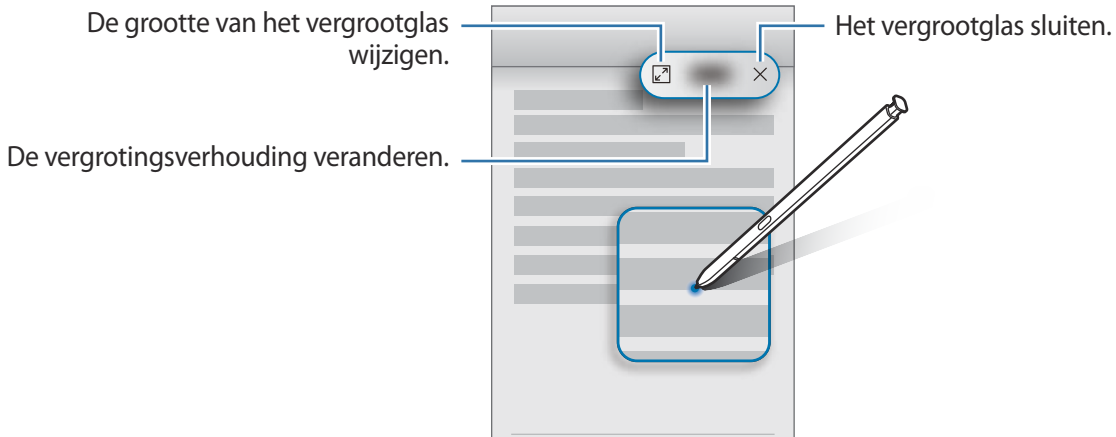 De grootte van het vergrootglas
wijzigen.
Het vergrootglas sluiten.
De vergrotingsverhouding veranderen.